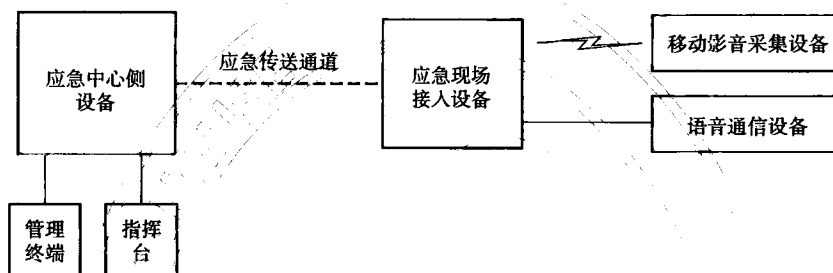 应急中心侧
设备
应急传送通道
应急现场
接入设备
移动影音采集设备
语音通信设备
管理
终端
指挥
台